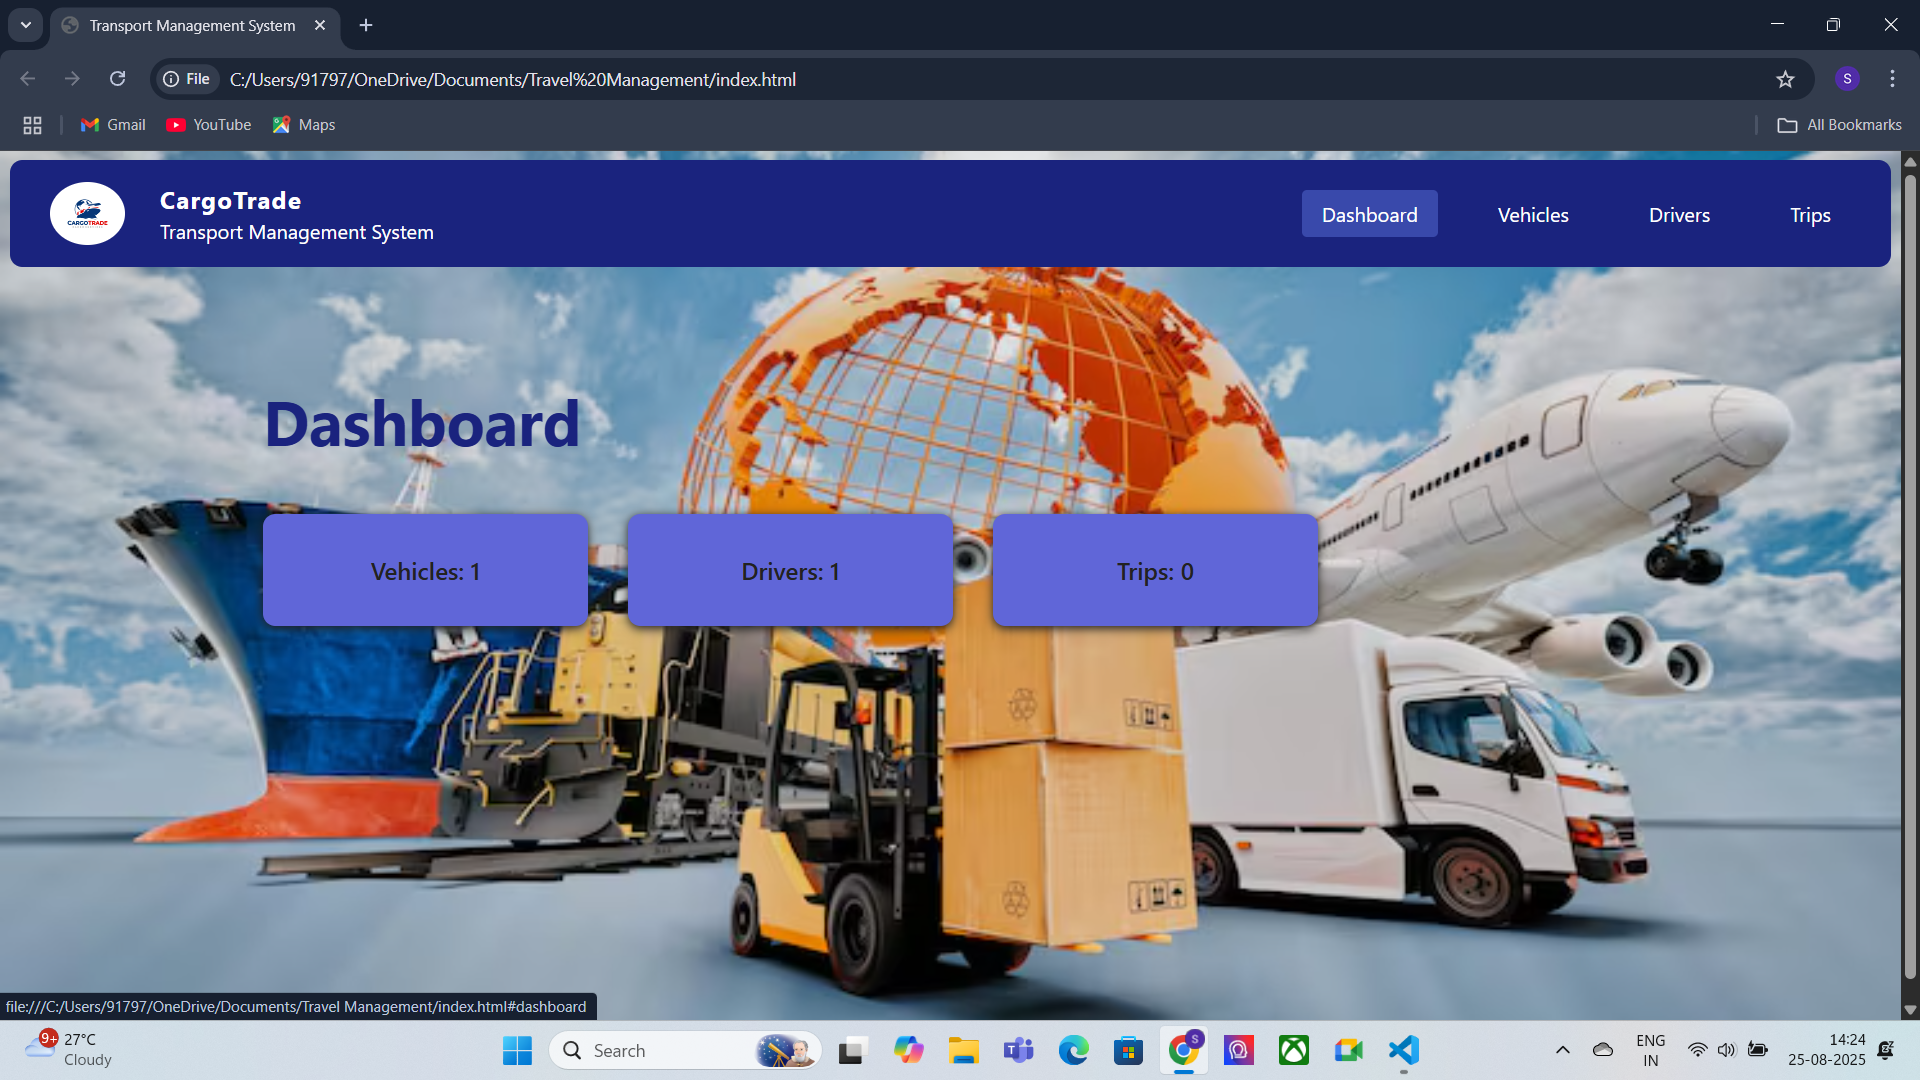 Transport Management System
File
C:/Users/91797/OneDrive/Documents/Travel%20Management/index.html
S
Gmail
YouTube
Maps
All Bookmarks
CARGOTRADE
CargoTrade
Transport Management System
Dashboard
Vehicles
Drivers
Trips
Dashboard
Vehicles: 1
Drivers: 1
Trips: 0
file:///C:/Users/91797/OneDrive/Documents/Travel Management/index.html#dashboard
9+
27°C
Cloudy
Search
S
ENG
IN
14:24
25-08-2025